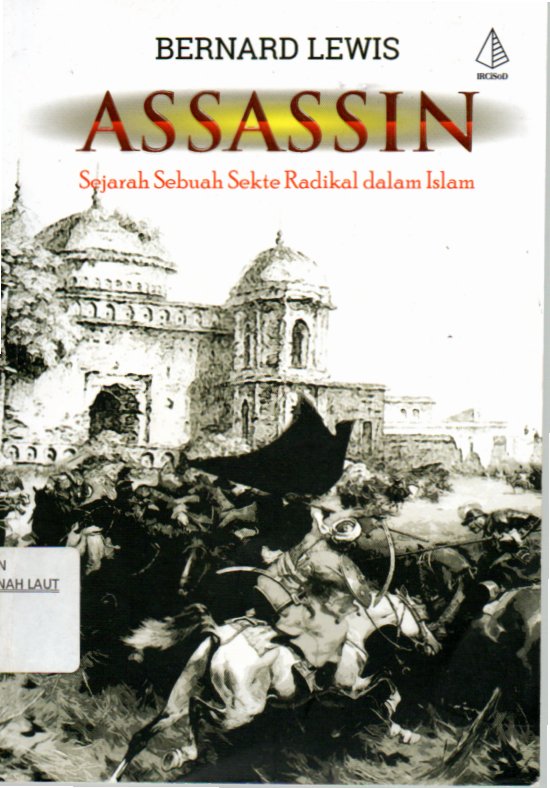 BERNARD LEWIS
IRCiSoD
ASSASSIN
Sejarah Sebuah Sekte Radikal dalam Islam
N
NAH LAUT